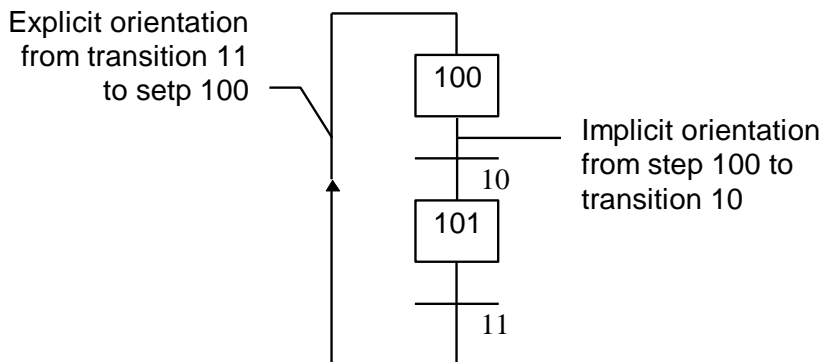 Explicit orientation
from transition 11
to setp 100
100
Implicit orientation
from step 100 to
transition 10
10
101
11